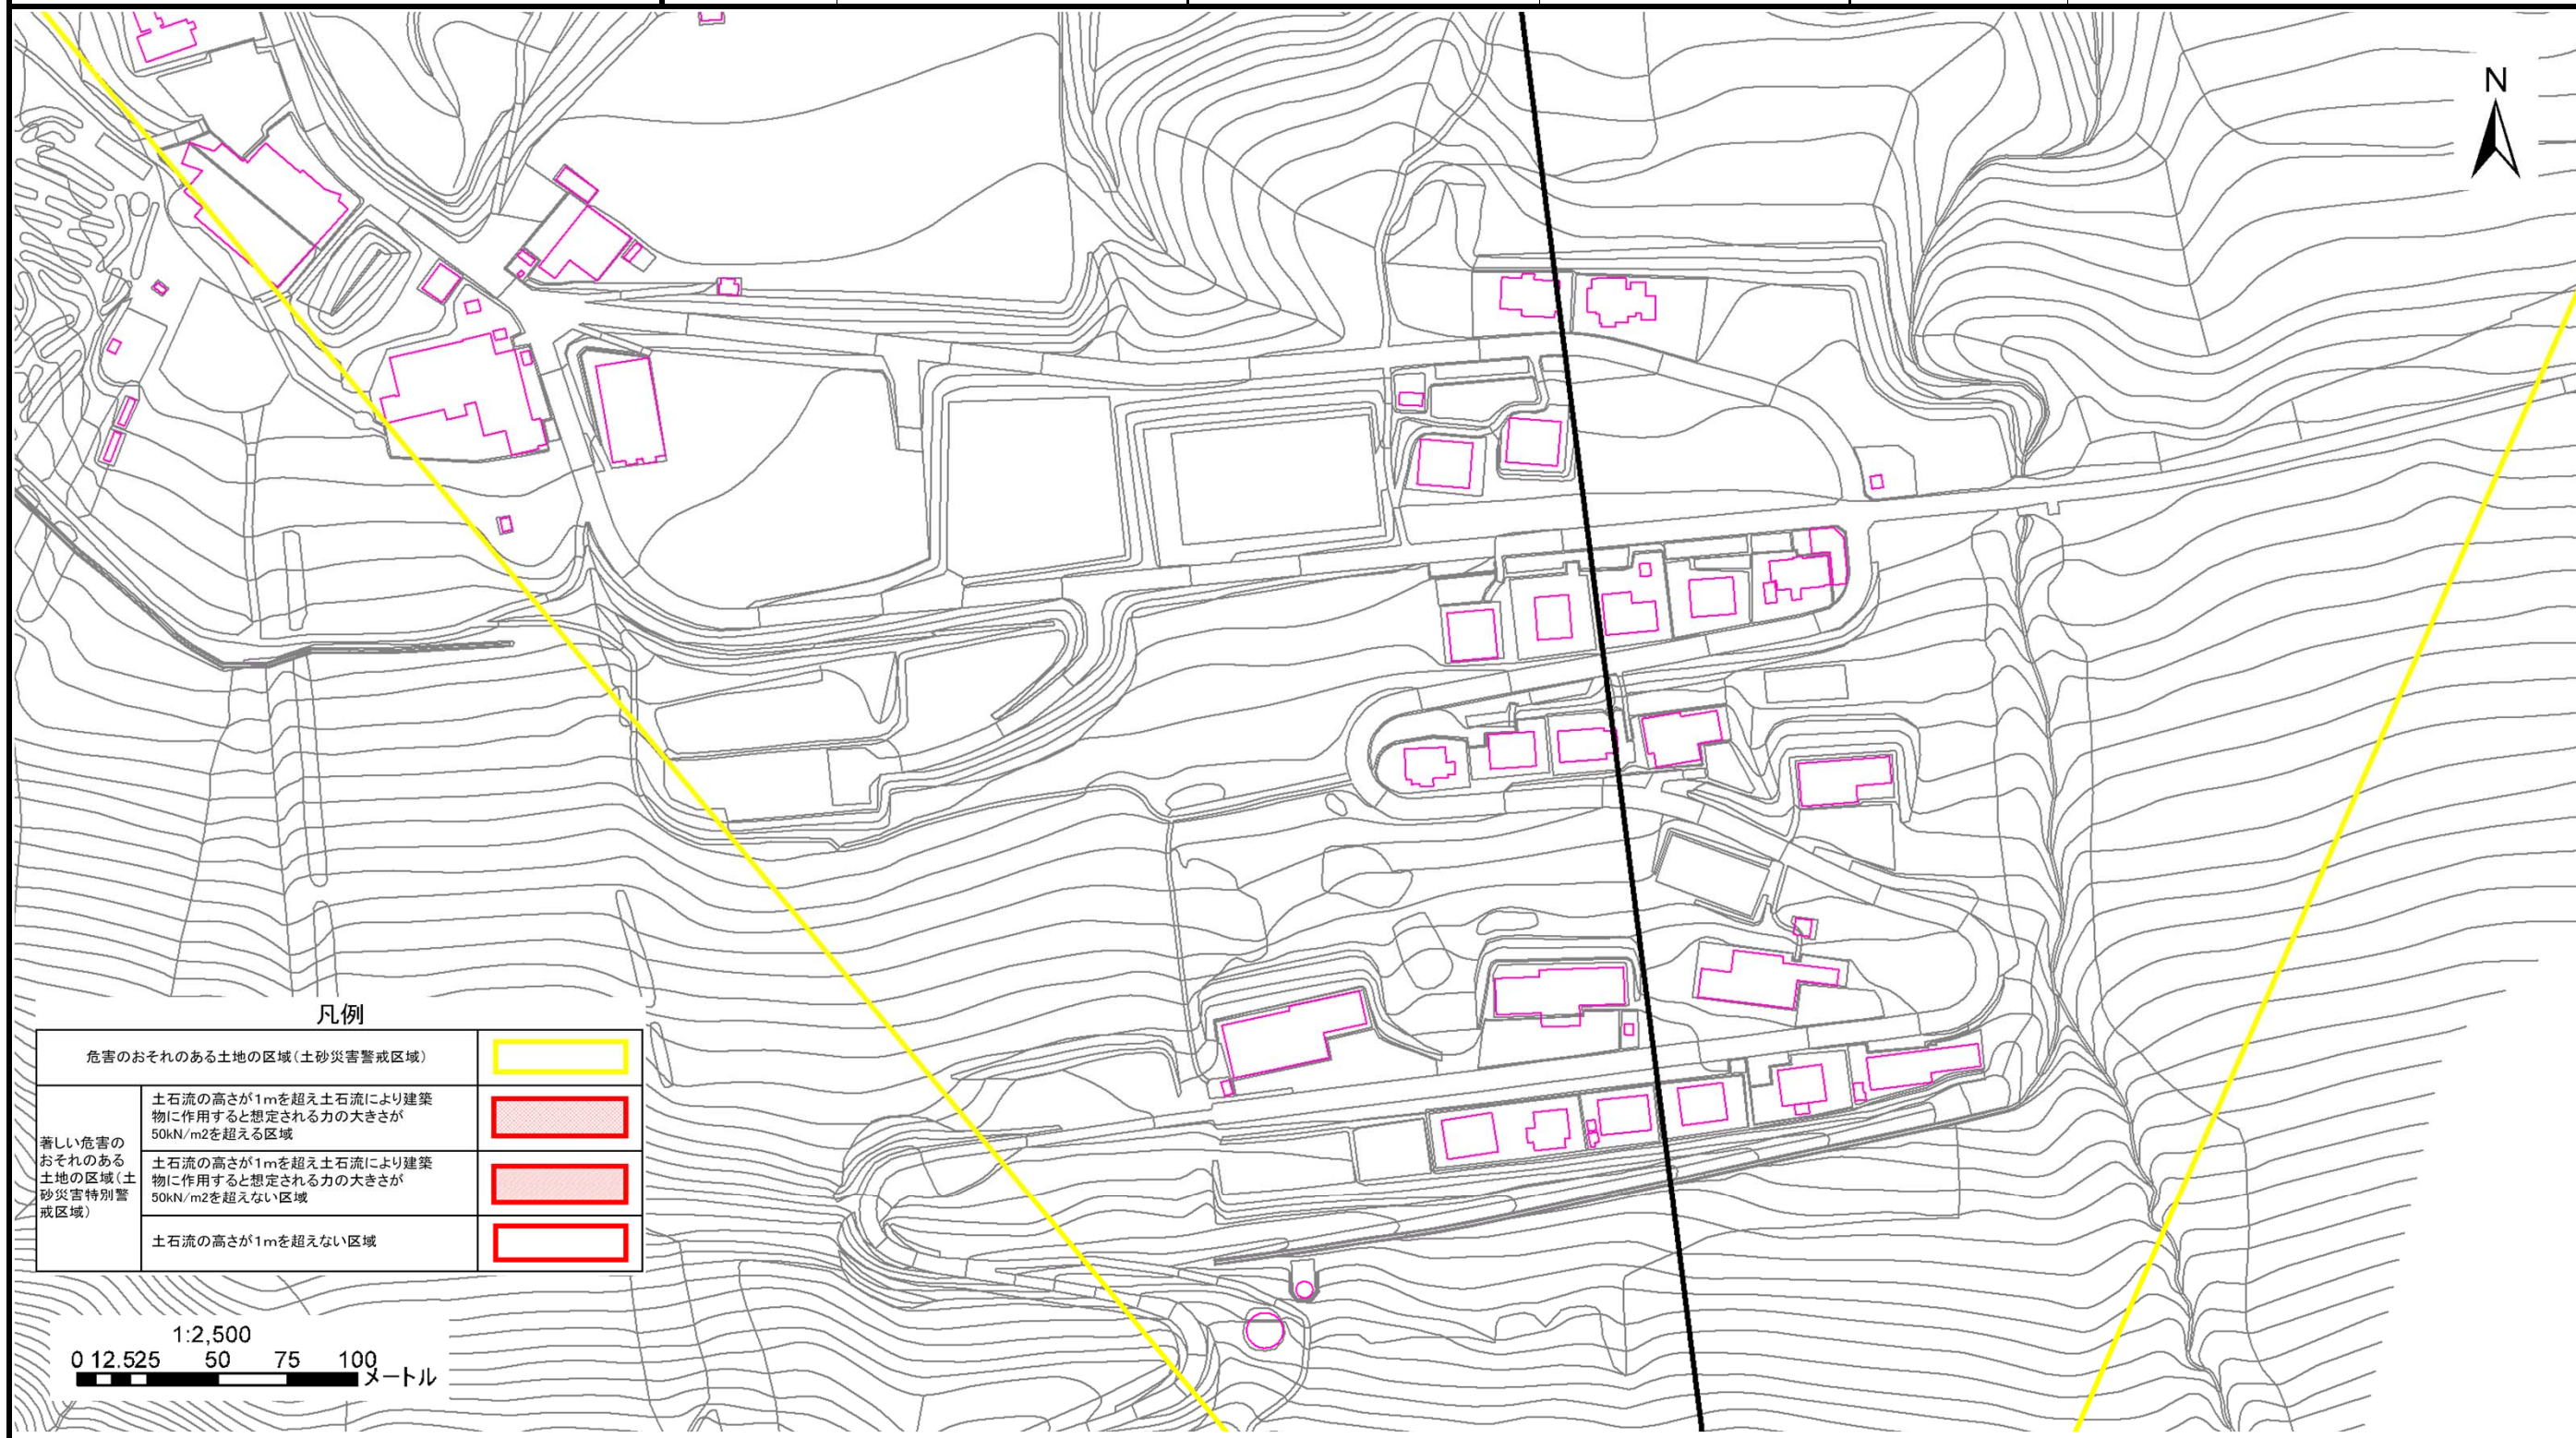 N
凡例
危害のおそれのある土地の区域(土砂災害警戒区域)
著しい危害の
おそれのある
土地の区域(土
砂災害特別警
戒区域)
土石流の高さが1mを超え土石流により建築
物に作用すると想定される力の大きさが
50kN/m2を超える区域
土石流の高さが1mを超え土石流により建築
物に作用すると想定される力の大きさが
50kN/m2を超えない区域
土石流の高さが1mを超えない区域
1:2,500
0 12.525 50 75 100
メートル